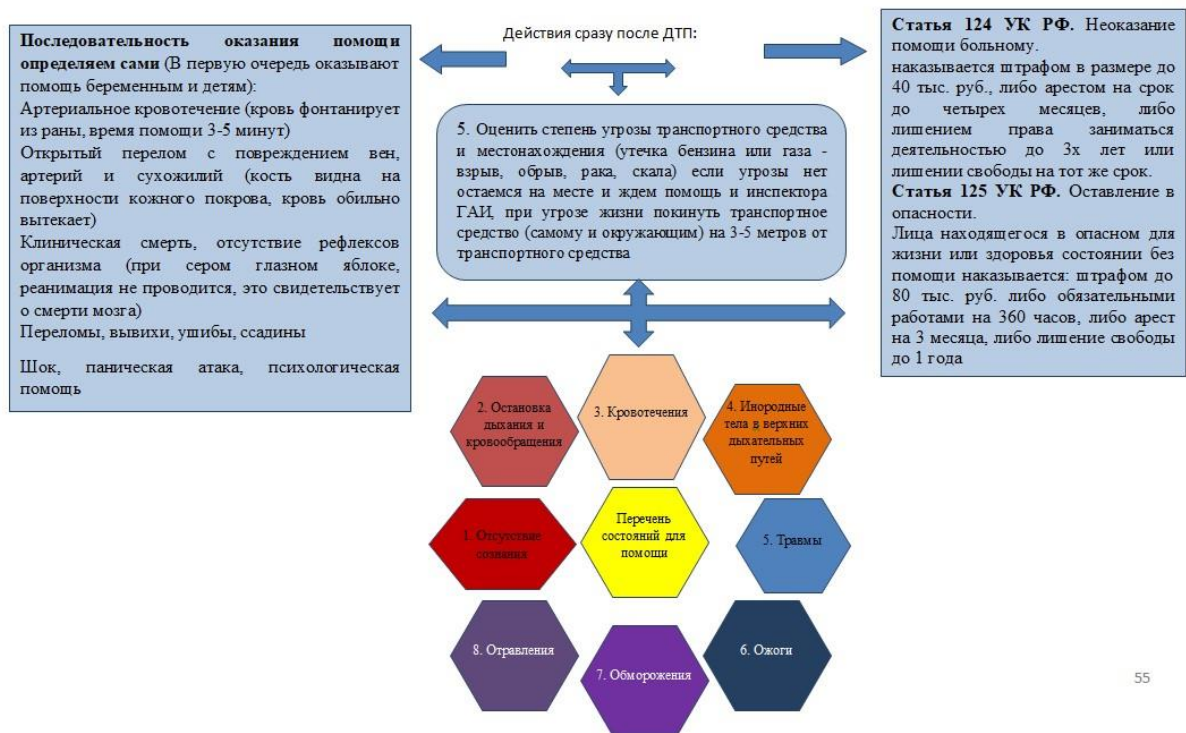 Действия сразу после ДТП:
Последовательность оказания помощи
определяем сами (В первую очередь оказывают
помощь беременным и детям):
Артериальное кровотечение (кровь фонтанирует
из раны, время помощи 3-5 минут)
Открытый перелом с повреждением вен,
артерий и сухожилий (кость видна на
поверхности кожного покрова, кровь обильно
вытекает)
Клиническая смерть, отсутствие рефлексов
организма (при сером глазном яблоке,
реанимация не проводится, это свидетельствует
о смерти мозга)
Переломы, вывихи, ушибы, ссадины
Шок, паническая атака, психологическая
помощь
5. Оценить степень угрозы транспортного средства
и местонахождения (утечка бензина или газа -
взрыв, обрыв, рака, скала) если угрозы нет
остаемся на месте и ждем помощь и инспектора
ГАИ, при угрозе жизни покинуть транспортное
средство (самому и окружающим) на 3-5 метров от
транспортного средства
Статья 124 УК РФ. Неоказание
помощи больному.
наказывается штрафом в размере до
40 тыс. руб., либо арестом на срок
до четырех месяцев, либо
лишением права заниматься
деятельностью до 3х лет или
лишении свободы на тот же срок.
Статья 125 УК РФ. Оставление в
опасности.
Лица находящегося в опасном для
жизни или здоровья состоянии без
помощи наказывается: штрафом до
80 тыс. руб. либо обязательными
работами на 360 часов, либо арест
на 3 месяца, либо лишение свободы
до 1 года
2. Остановка
дыхания и
кровообращения
3. Кровотечения
4. Инородные
тела в верхних
дыхательных
путей
1. Отсутствие
сознания
Перечень
состояний для
помощи
5. Травмы
8. Отравления
7. Обморожения
6. Ожоги
55